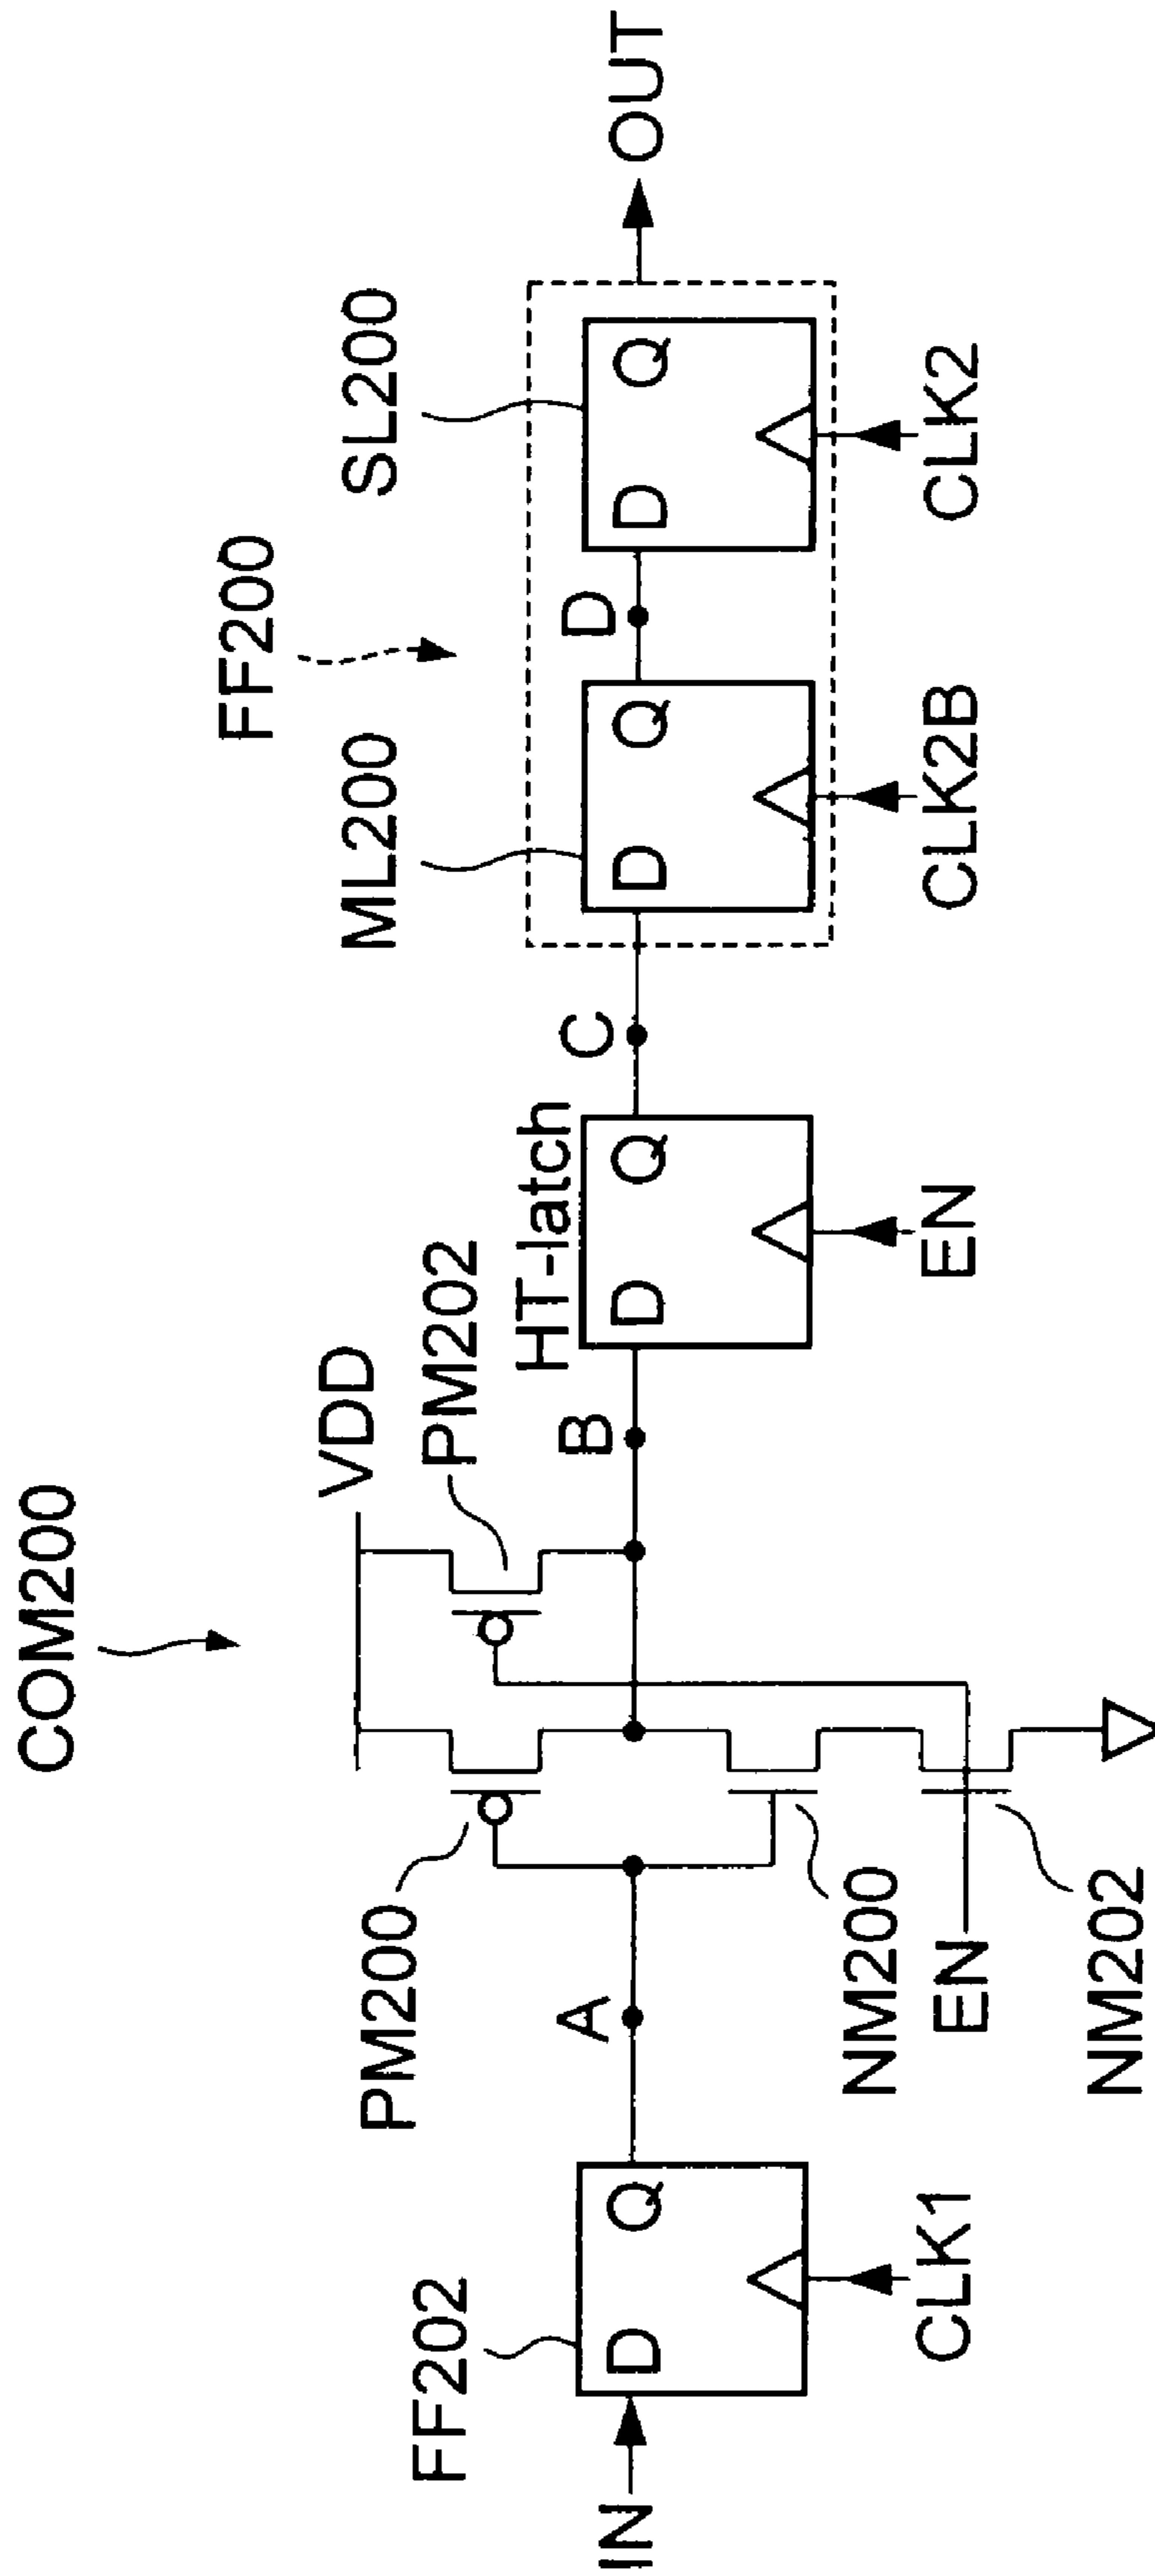 COM200
FF200
VDD
PM200
PM202
ML200
SL200
HT-latch
FF202
IN
D
Q
A
B
D
Q
C
D
Q
D
D
Q
OUT
CLK1
NM200
EN
NM202
EN
CLK2B
CLK2